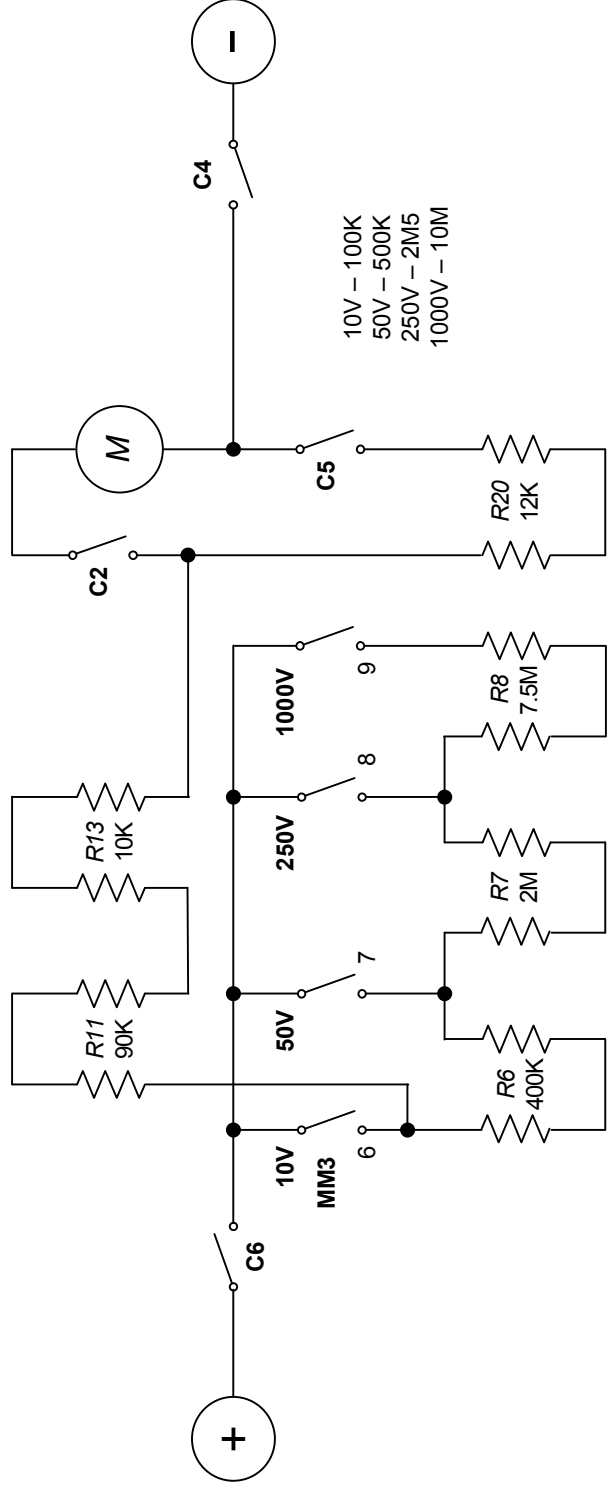 +
C6
10V
MM3
6
R11
90K
R6
400K
50V
7
R13
10K
R7
2M
250V
8
1000V
9
R8
7.5M
C2
M
C5
R20
12K
10V – 100K
50V – 500K
250V – 2M5
1000V – 10M
C4
–